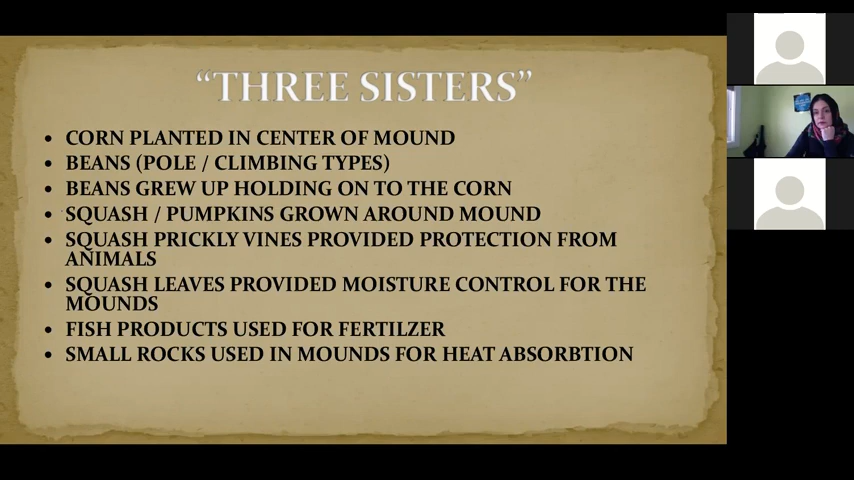 “THREE SISTERS”
• CORN PLANTED IN CENTER OF MOUND
• BEANS (POLE / CLIMBING TYPES)
• BEANS GREW UP HOLDING ON TO THE CORN
• SQUASH / PUMPKINS GROWN AROUND MOUND
• SQUASH PRICKLY VINES PROVIDED PROTECTION FROM
ANIMALS
• SQUASH LEAVES PROVIDED MOISTURE CONTROL FOR THE
MOUNDS
• FISH PRODUCTS USED FOR FERTILZER
• SMALL ROCKS USED IN MOUNDS FOR HEAT ABSORBTION